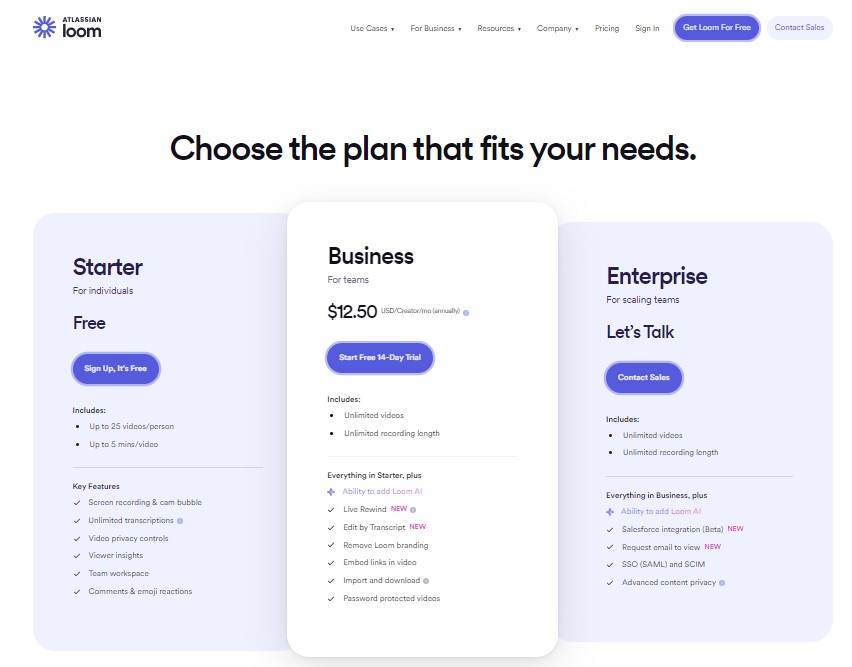 ATLASSIAN
loom
Use Cases ▾ For Business ▾ Resources ▾ Company ▾ Pricing Sign In Get Loom For Free Contact Sales
Choose the plan that fits your needs.
Starter
For individuals
Free
Sign Up, It's Free
Includes:
• Up to 25 videos/person
• Up to 5 mins/video
Key Features
Screen recording & cam bubble
Unlimited transcriptions
Video privacy controls
Viewer insights
Team workspace
Comments & emoji reactions
Business
For teams
$12.50 USD/Creator/mo (annually)
Start Free 14-Day Trial
Includes:
• Unlimited videos
• Unlimited recording length
Everything in Starter, plus
Ability to add Loom AI
Live Rewind NEW
Edit by Transcript NEW
Remove Loom branding
Embed links in video
Import and download
Password protected videos
Enterprise
For scaling teams
Let's Talk
Contact Sales
Includes:
• Unlimited videos
• Unlimited recording length
Everything in Business, plus
Ability to add Loom AI
Salesforce integration (Beta) NEW
Request email to view NEW
SSO (SAML) and SCIM
Advanced content privacy